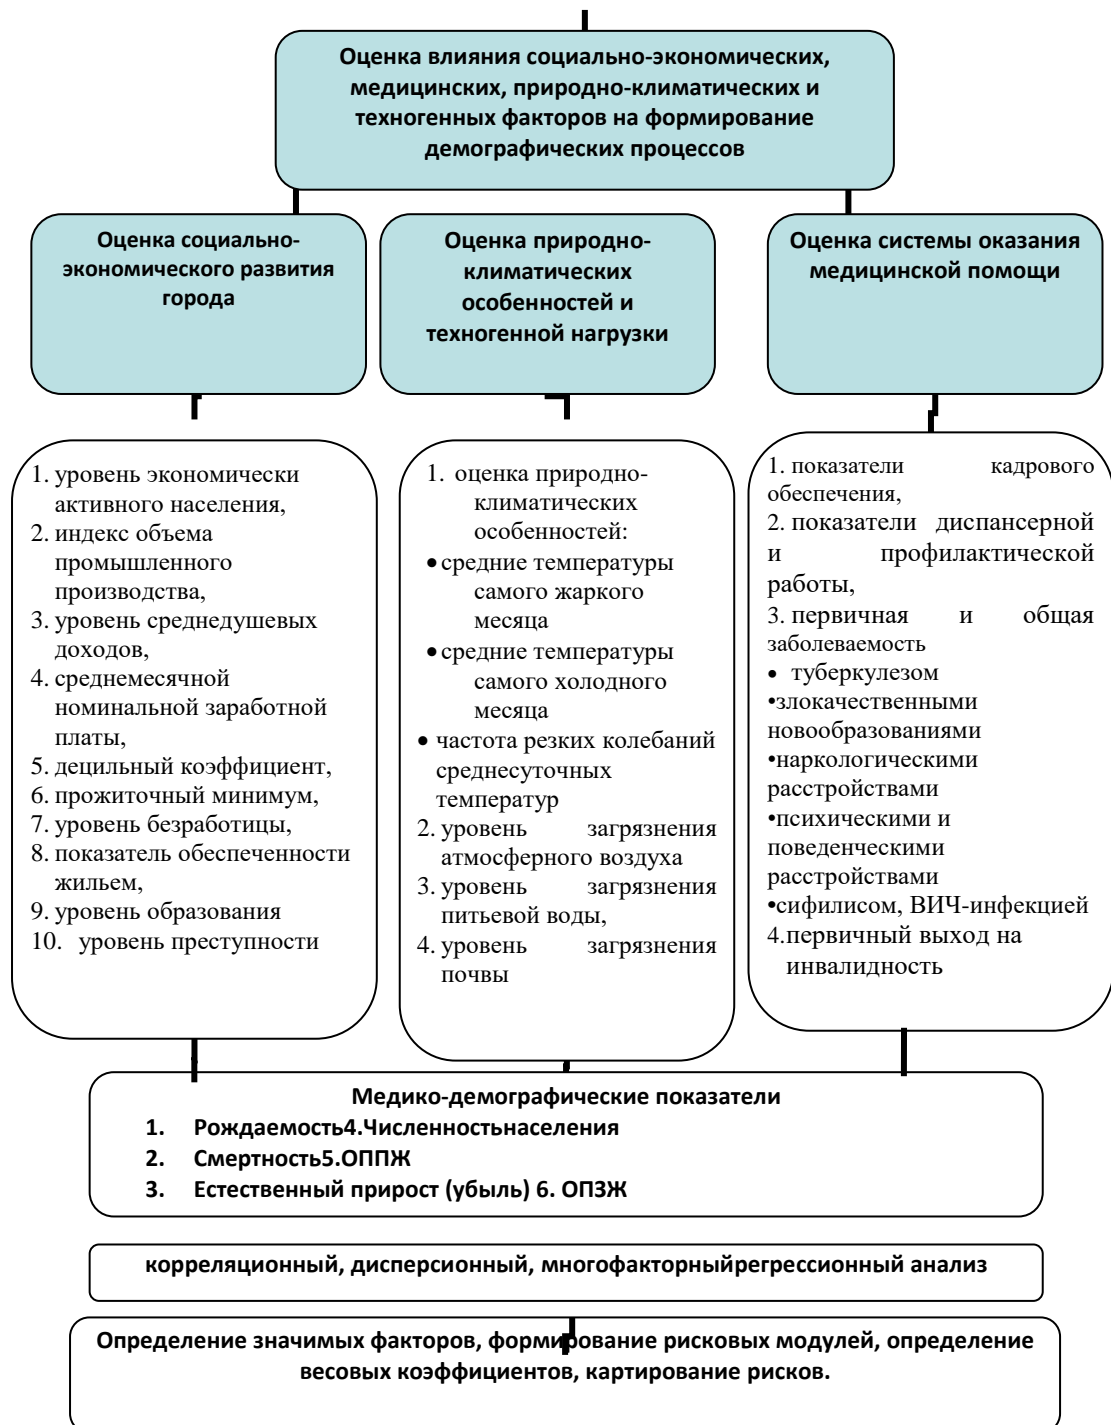 Оценка влияния социально-экономических,
медицинских, природно-климатических и
техногенных факторов на формирование
демографических процессов
Оценка социально-
экономического развития
города
Оценка природно-
климатических
особенностей и
техногенной нагрузки
Оценка системы оказания
медицинской помощи
1. уровень экономически
активного населения,
2. индекс объема
промышленного
производства,
3. уровень среднедушевых
доходов,
4. среднемесячной
номинальной заработной
платы,
5. децильный коэффициент,
6. прожиточный минимум,
7. уровень безработицы,
8. показатель обеспеченности
жильем,
9. уровень образования
10. уровень преступности
1. оценка природно-
климатических
особенностей:
• средние температуры
самого жаркого
месяца
• средние температуры
самого холодного
месяца
• частота резких колебаний
среднесуточных
температур
2. уровень загрязнения
атмосферного воздуха
3. уровень загрязнения
питьевой воды,
4. уровень загрязнения
почвы
1. показатели кадрового
обеспечения,
2. показатели диспансерной
и профилактической
работы,
3. первичная и общая
заболеваемость
• туберкулезом
•злокачественными
новообразованиями
•наркологическими
расстройствами
•психическими и
поведенческими
расстройствами
•сифилисом, ВИЧ-инфекцией
4.первичный выход на
инвалидность
Медико-демографические показатели
1. Рождаемость4.Численностьнаселения
2. Смертность5.ОППЖ
3. Естественный прирост (убыль) 6. ОПЗЖ
корреляционный, дисперсионный, многофакторныйрегрессионный анализ
Определение значимых факторов, формирование рисковых модулей, определение
весовых коэффициентов, картирование рисков.